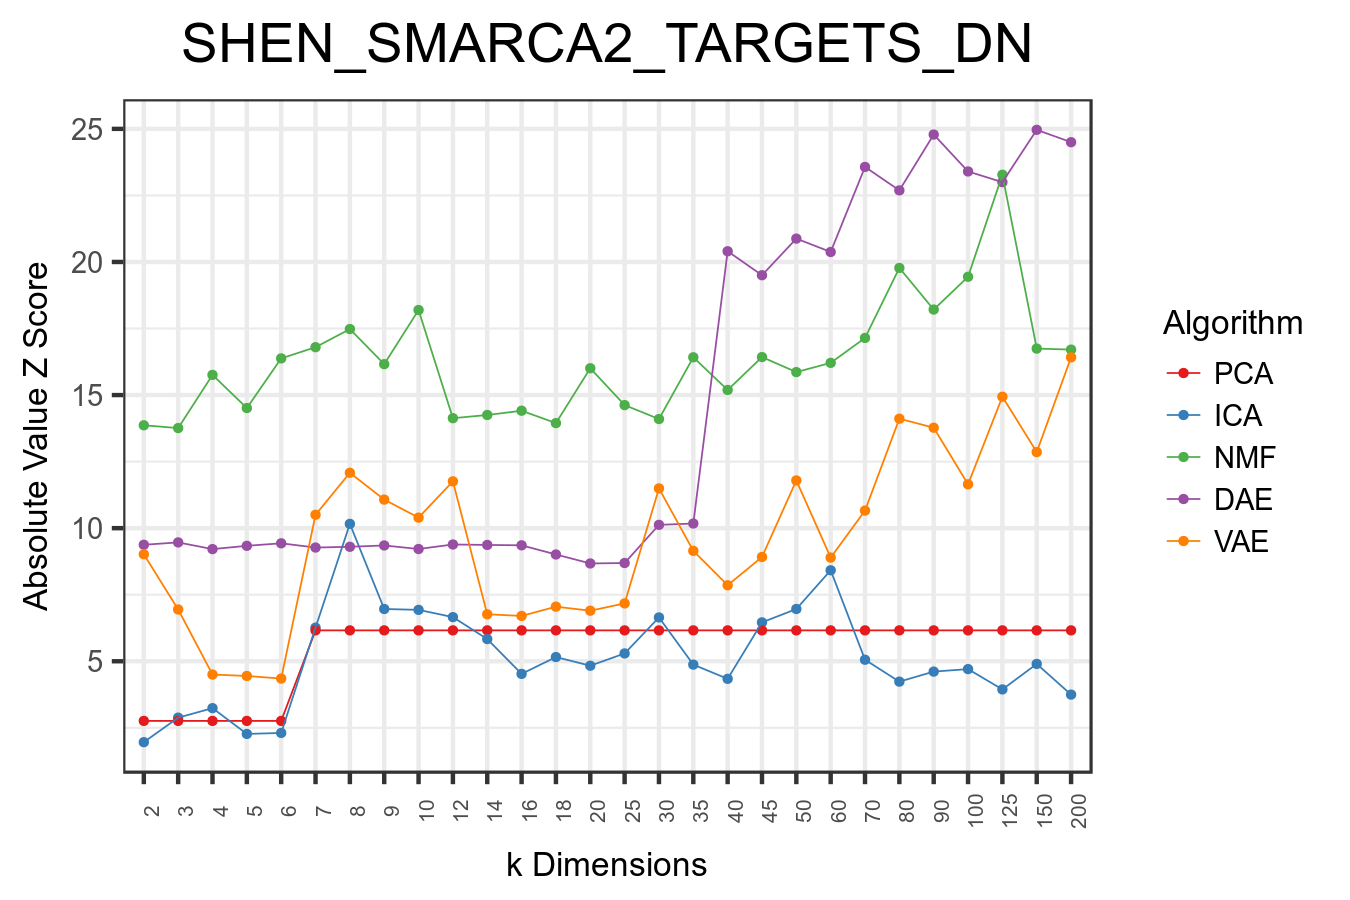 SHEN_SMARCA2_TARGETS_DN
Absolute Value Z Score
25
20
15
10
5
2 3 4 5 6 7 8 9 10 12 14 16 18 20 25 30 35 40 45 50 60 70 80 90 100 125 150 200
k Dimensions
Algorithm
PCA
ICA
NMF
DAE
VAE